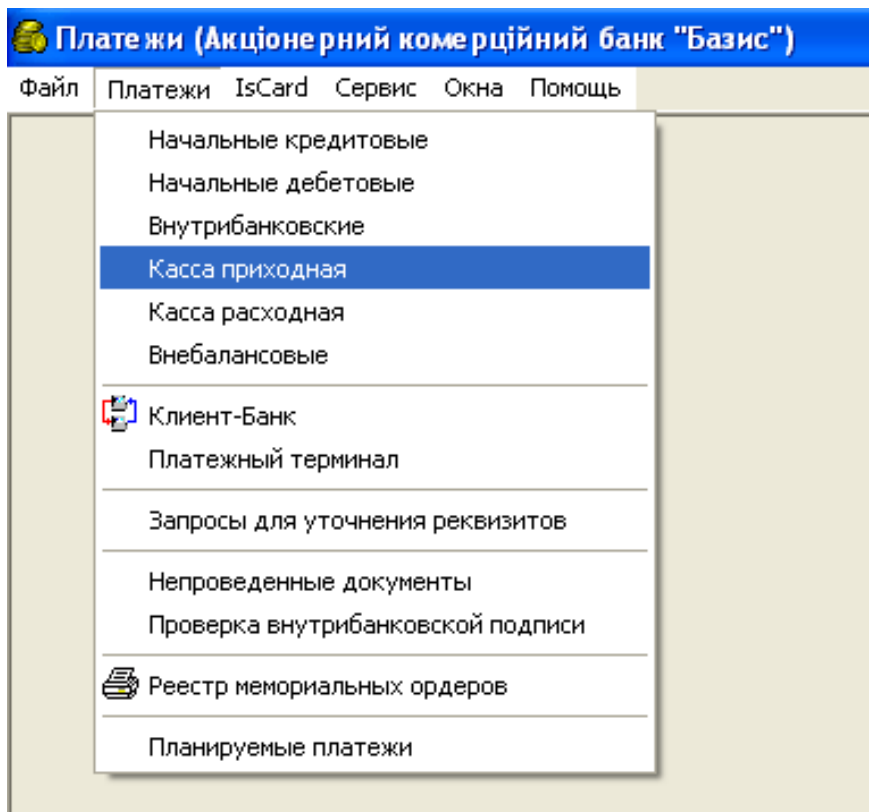 Платежи (Акціонерний комерційний банк "Базис")
Файл Платежи IsCard Сервис Окна Помощь
Начальные кредитовые
Начальные дебетовые
Внутрибанковские
Касса приходная
Касса расходная
Внебалансовые
Клиент-Банк
Платежный терминал
Запросы для уточнения реквизитов
Непроведенные документы
Проверка внутрибанковской подписи
Реестр мемориальных ордеров
Планируемые платежи